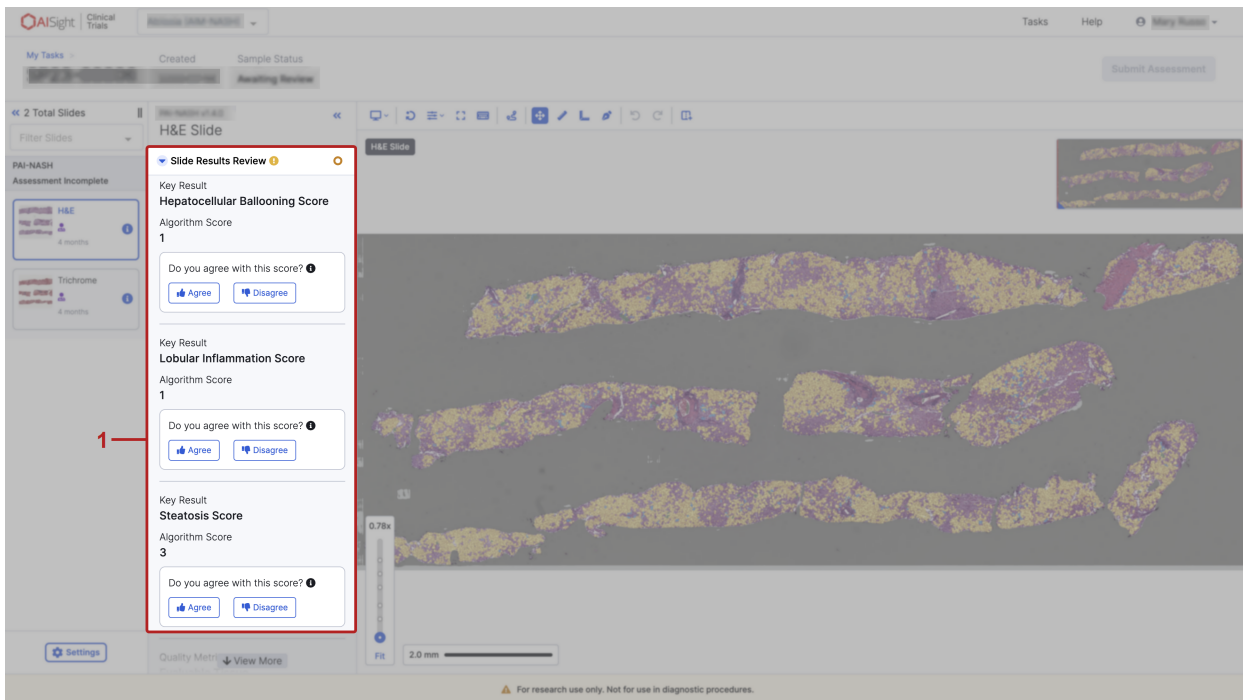 AISight Clinical Trials
Tasks Help
My Tasks >
Created Sample Status
Awaiting Review
Submit Assessment
2 Total Slides
Filter Slides
PAI-NASH
Assessment Incomplete
H&E
4 months
Trichrome
4 months
Settings
H&E Slide
Slide Results Review
Key Result
Hepatocellular Ballooning Score
Algorithm Score
1
Do you agree with this score?
Agree Disagree
Key Result
Lobular Inflammation Score
Algorithm Score
1
Do you agree with this score?
Agree Disagree
Key Result
Steatosis Score
Algorithm Score
3
Do you agree with this score?
Agree Disagree
Quality Metri
View More
1
H&E Slide
0.78x
Fit
2.0 mm
For research use only. Not for use in diagnostic procedures.